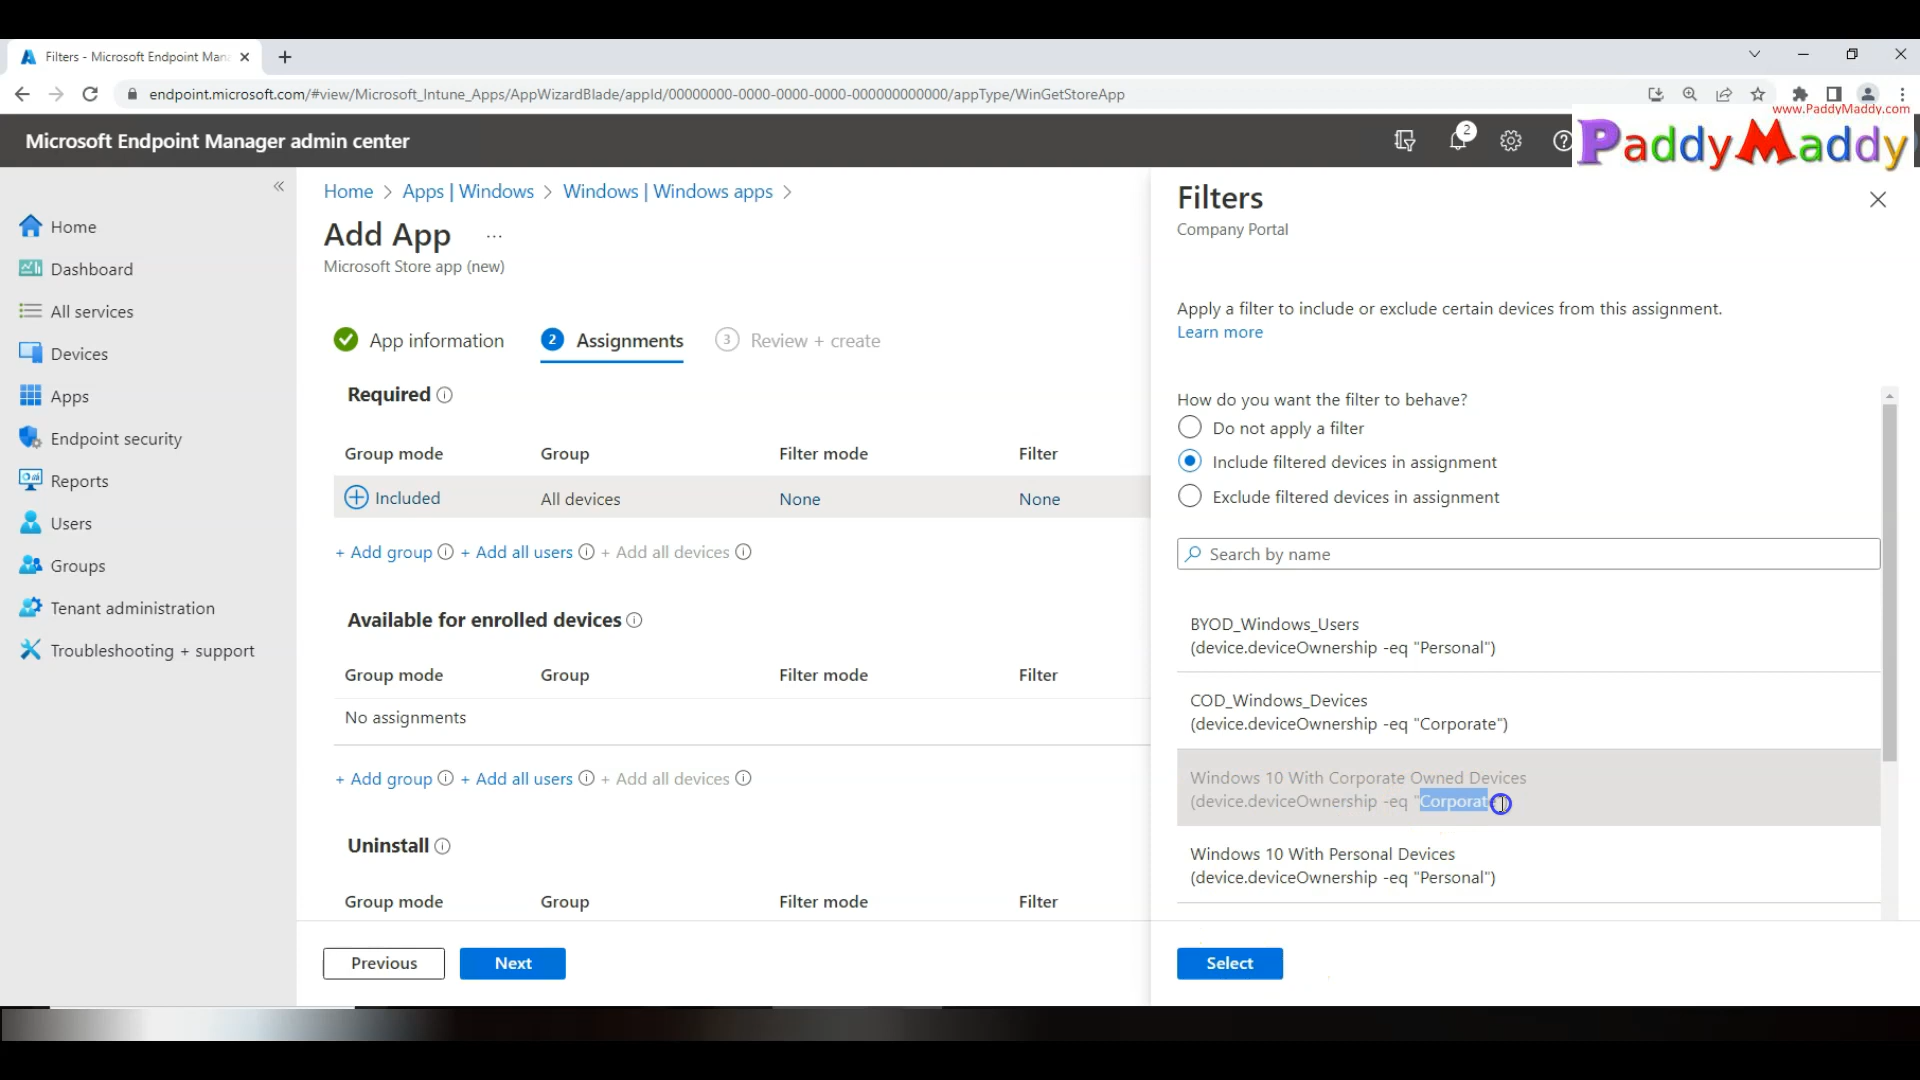 Filters - Microsoft Endpoint Mana
endpoint.microsoft.com/#view/Microsoft_Intune_Apps/AppWizardBlade/appId/00000000-0000-0000-0000-000000000000/appType/WinGetStoreApp
www.PaddyMaddy.com
Microsoft Endpoint Manager admin center
2
PaddyMaddy
Home
Dashboard
All services
Devices
Apps
Endpoint security
Reports
Users
Groups
Tenant administration
Troubleshooting + support
Home > Apps | Windows > Windows | Windows apps >
Add App ...
Microsoft Store app (new)
App information 2 Assignments 3 Review + create
Required
Group mode Group Filter mode Filter
Included All devices None None
+ Add group + Add all users + Add all devices
Available for enrolled devices
Group mode Group Filter mode Filter
No assignments
+ Add group + Add all users + Add all devices
Uninstall
Group mode Group Filter mode Filter
Previous Next
Filters
Company Portal
Apply a filter to include or exclude certain devices from this assignment.
Learn more
How do you want the filter to behave?
Do not apply a filter
Include filtered devices in assignment
Exclude filtered devices in assignment
Search by name
BYOD_Windows_Users
(device.deviceOwnership -eq "Personal")
COD_Windows_Devices
(device.deviceOwnership -eq "Corporate")
Windows 10 With Corporate Owned Devices
(device.deviceOwnership -eq "Corporate")
Windows 10 With Personal Devices
(device.deviceOwnership -eq "Personal")
Select